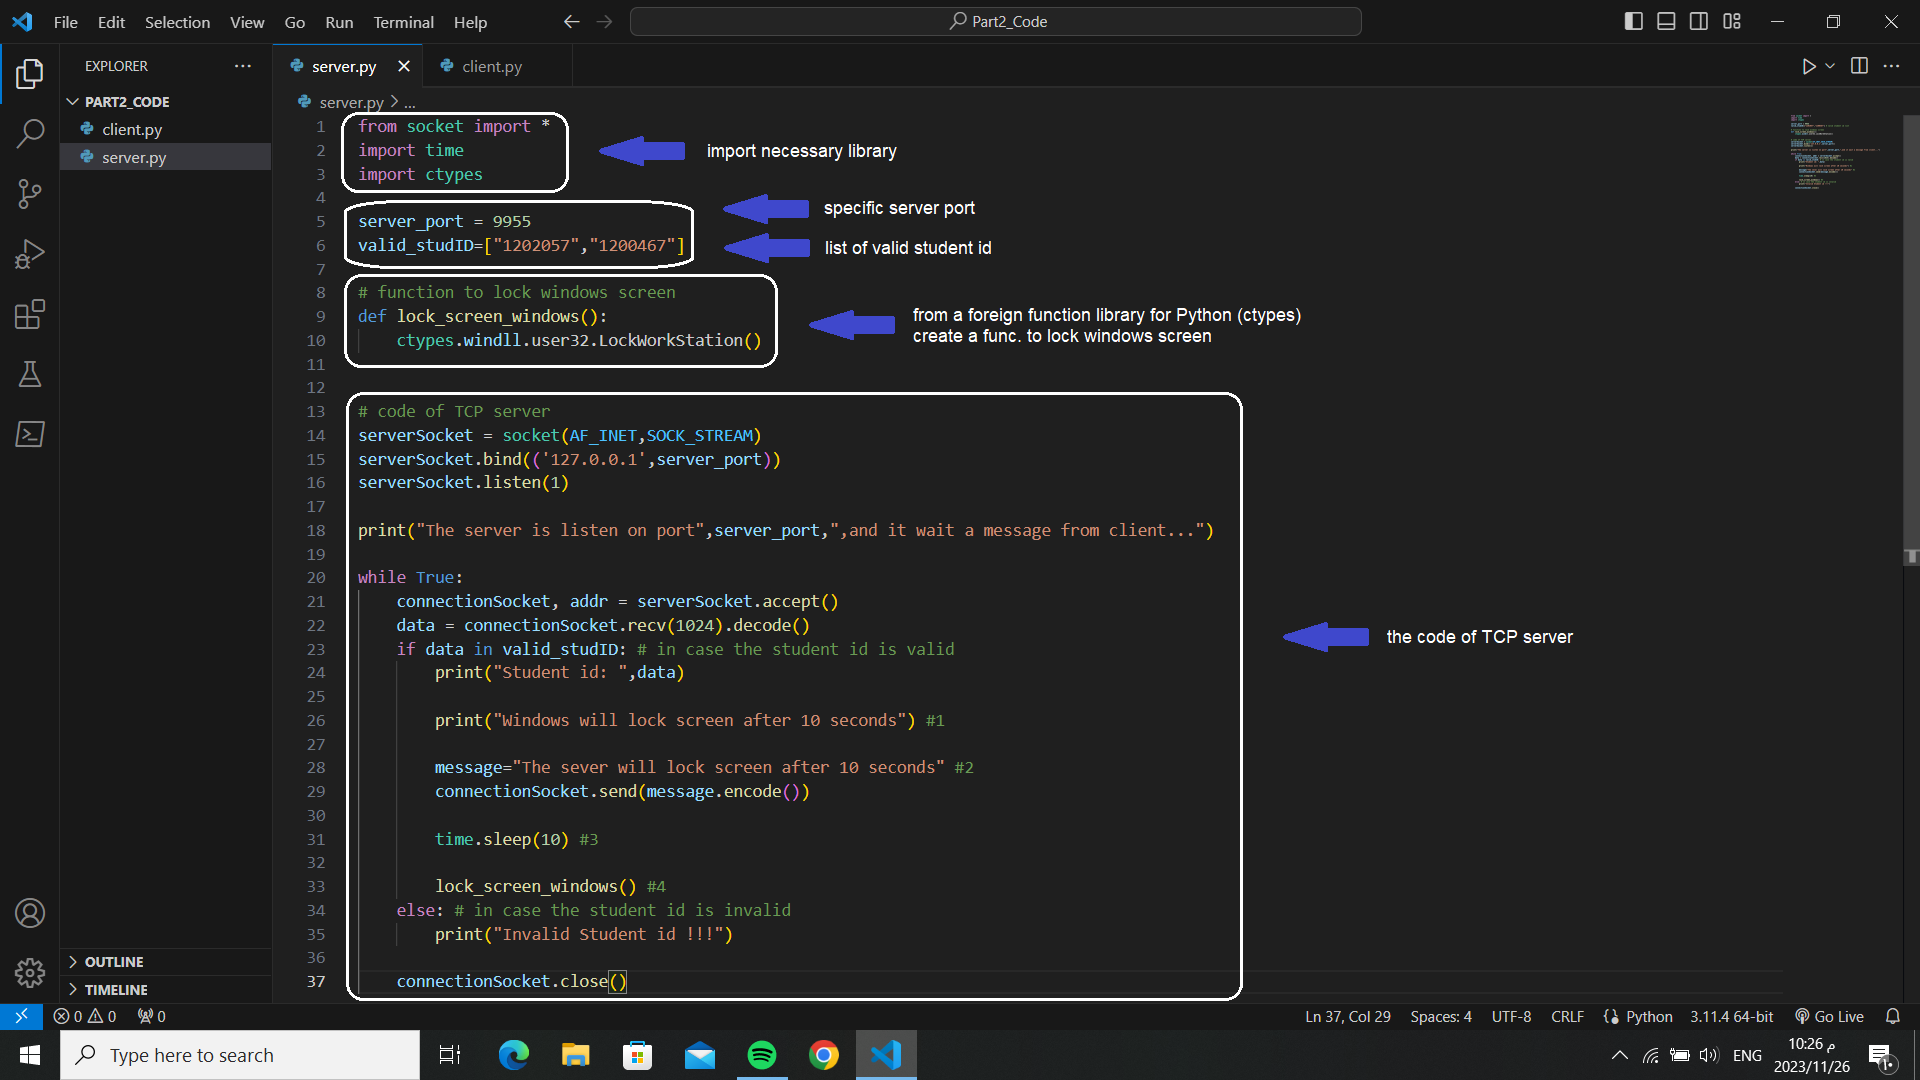 File Edit Selection View Go Run Terminal Help
Part2_Code
EXPLORER
PART2_CODE
client.py
server.py
OUTLINE
TIMELINE
server.py client.py
server.py > ...
1 from socket import *
2 import time
3 import ctypes
4
5 server_port = 9955
6 valid_studID=["1202057","1200467"]
7
8 # function to lock windows screen
9 def lock_screen_windows():
10 ctypes.windll.user32.LockWorkStation()
11
12
13 # code of TCP server
14 serverSocket = socket(AF_INET,SOCK_STREAM)
15 serverSocket.bind(('127.0.0.1',server_port))
16 serverSocket.listen(1)
17
18 print("The server is listen on port",server_port,",and it wait a message from client...")
19
20 while True:
21 connectionSocket, addr = serverSocket.accept()
22 data = connectionSocket.recv(1024).decode()
23 if data in valid_studID: # in case the student id is valid
24 print("Student id: ",data)
25
26 print("Windows will lock screen after 10 seconds") #1
27
28 message="The sever will lock screen after 10 seconds" #2
29 connectionSocket.send(message.encode())
30
31 time.sleep(10) #3
32
33 lock_screen_windows() #4
34 else: # in case the student id is invalid
35 print("Invalid Student id !!!")
36
37 connectionSocket.close()
import necessary library
specific server port
list of valid student id
from a foreign function library for Python (ctypes)
create a func. to lock windows screen
the code of TCP server
0 0 0
Ln 37, Col 29 Spaces: 4 UTF-8 CRLF Python 3.11.4 64-bit Go Live
Type here to search
ENG
10:26 م
2023/11/26